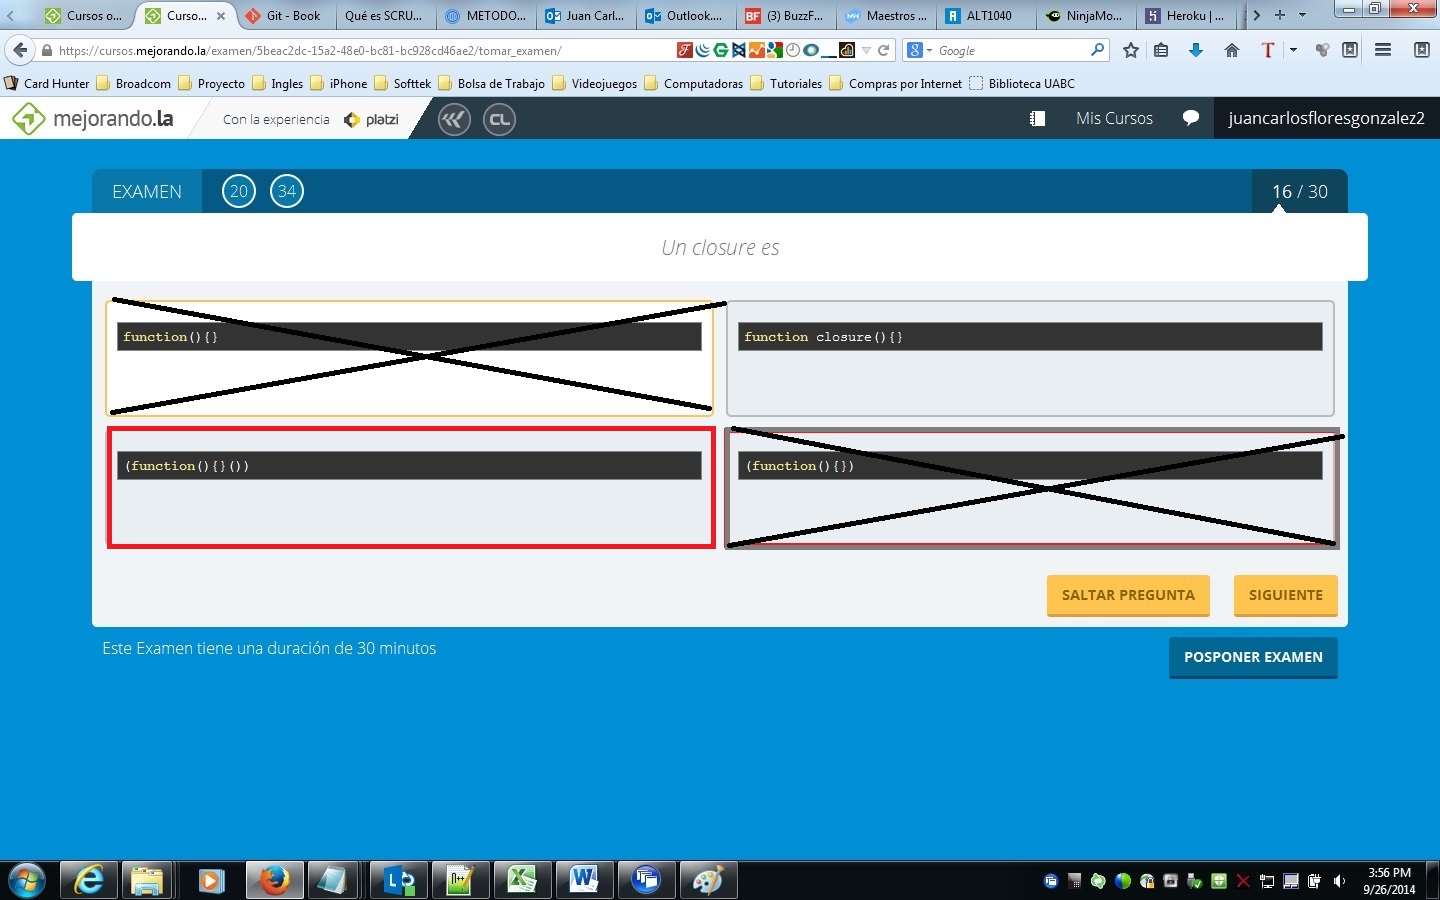 Cursos o...
Curso...
Git - Book
Qué es SCRU...
METODO...
Juan Carl...
Outlook....
(3) BuzzF...
Maestros ...
ALT1040
NinjaMo...
Heroku | ...
https://cursos.mejorando.la/examen/5beac2dc-15a2-48e0-bc81-bc928cd46ae2/tomar_examen/
Google
Card Hunter
Broadcom
Proyecto
Ingles
iPhone
Softtek
Bolsa de Trabajo
Videojuegos
Computadoras
Tutoriales
Compras por Internet
Biblioteca UABC
mejorando.la
Con la experiencia
platzi
CL
Mis Cursos
juancarlosfloresgonzalez2
EXAMEN
20
34
16 / 30
Un closure es
function(){}
function closure(){}
(function(){}())
(function(){})
SALTAR PREGUNTA
SIGUIENTE
Este Examen tiene una duración de 30 minutos
POSPONER EXAMEN
3:56 PM
9/26/2014